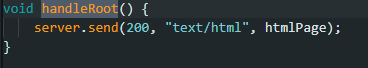 void handleRoot() {
    server.send(200, "text/html", htmlPage);
}